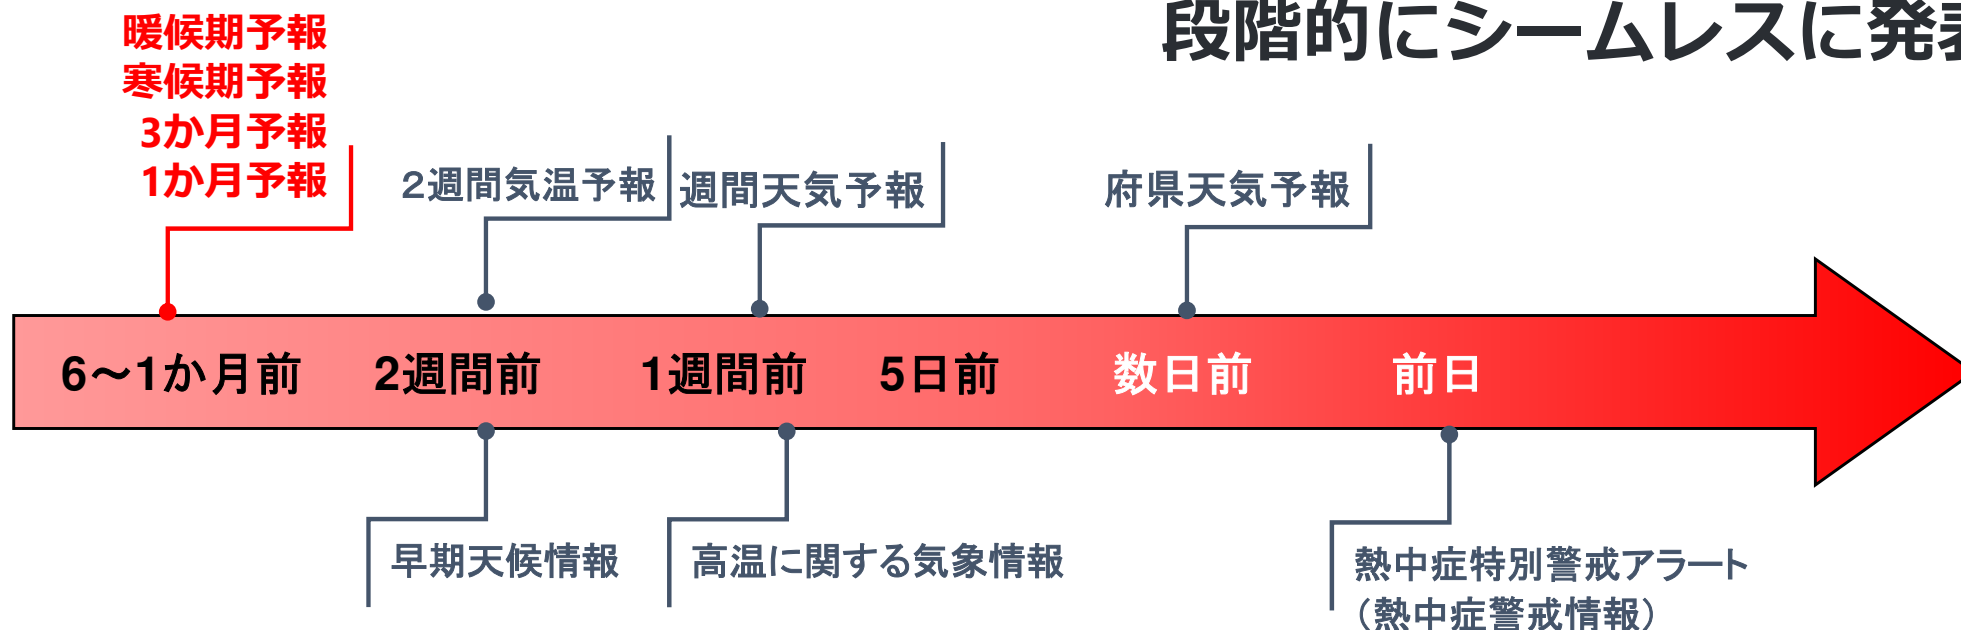 段階的にシームレスに発表
暖候期予報
寒候期予報
3か月予報
1か月予報
２週間気温予報
週間天気予報
府県天気予報
6～1か月前
2週間前
1週間前
5日前
数日前
前日
早期天候情報
高温に関する気象情報
熱中症特別警戒アラート
（熱中症警戒情報）